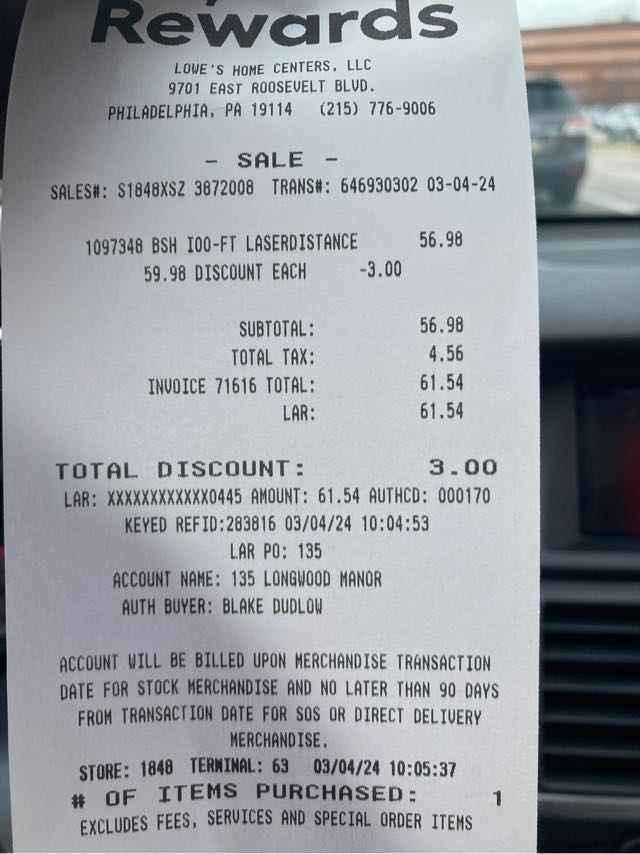 Rewards
LOWE'S HOME CENTERS, LLC
9701 EAST ROOSEVELT BLVD.
PHILADELPHIA, PA 19114 (215) 776-9006
- SALE -
SALES#: S1848XSZ 3872008 TRANS#: 646930302 03-04-24
1097348 BSH 100-FT LASERDISTANCE 56.98
59.98 DISCOUNT EACH -3.00
SUBTOTAL: 56.98
TOTAL TAX: 4.56
INVOICE 71616 TOTAL: 61.54
LAR: 61.54
TOTAL DISCOUNT: 3.00
LAR: XXXXXXXXXXXX0445 AMOUNT: 61.54 AUTHCD: 000170
KEYED REFID:283816 03/04/24 10:04:53
LAR PO: 135
ACCOUNT NAME: 135 LONGWOOD MANOR
AUTH BUYER: BLAKE DUDLOW
ACCOUNT WILL BE BILLED UPON MERCHANDISE TRANSACTION
DATE FOR STOCK MERCHANDISE AND NO LATER THAN 90 DAYS
FROM TRANSACTION DATE FOR SOS OR DIRECT DELIVERY
MERCHANDISE.
STORE: 1848 TERMINAL: 63 03/04/24 10:05:37
# OF ITEMS PURCHASED: 1
EXCLUDES FEES, SERVICES AND SPECIAL ORDER ITEMS